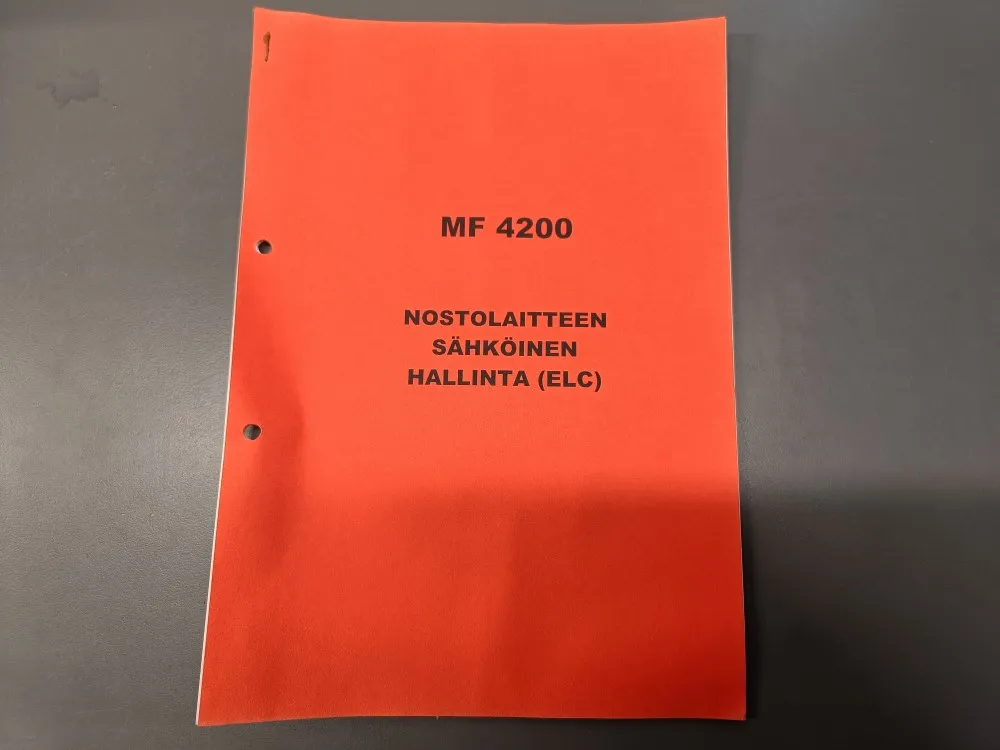 MF 4200
NOSTOLAITTEEN
SÄHKÖINEN
HALLINTA (ELC)